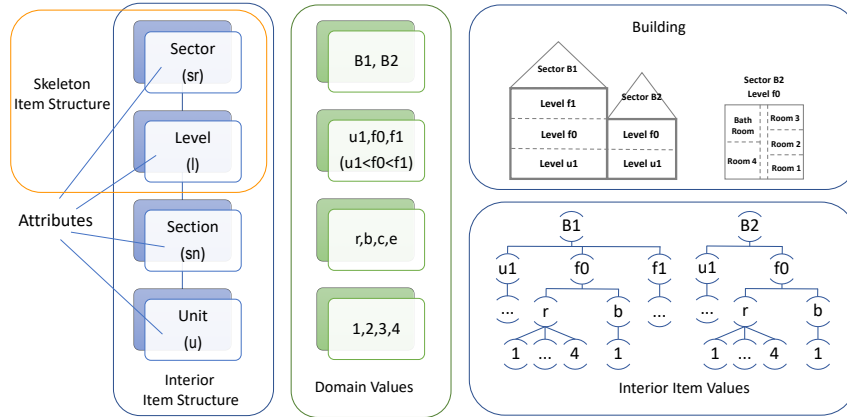 Skeleton
Item Structure
Attributes
Sector
(sr)
Level
(l)
Section
(sn)
Unit
(u)
Interior
Item Structure
B1, B2
u1,f0,f1
(u1<f0<f1)
r,b,c,e
1,2,3,4
Domain Values
Building
Sector B1
Sector B2
Level f1
Level f0
Level u1
Level f0
Level u1
Sector B2
Level f0
Bath
Room
Room 4
Room 3
Room 2
Room 1
B1
B2
u1
f0
f1
u1
f0
...
r
b
...
...
r
b
1
...
4
1
1
...
4
1
Interior Item Values